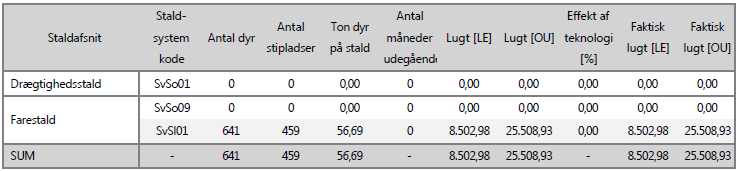 Staldafsnit | Stald-system kode | Antal dyr | Antal stipladser | Ton dyr på stald | Antal måneder udegående | Lugt [LE] | Lugt [OU] | Effekt af teknologi [%] | Faktisk lugt [LE] | Faktisk lugt [OU]
Drægtighedsstald | SvSo01 | 0 | 0 | 0,00 | 0 | 0,00 | 0,00 | 0,00 | 0,00 | 0,00
Farestald | SvSo09 | 0 | 0 | 0,00 | 0 | 0,00 | 0,00 | 0,00 | 0,00 | 0,00
SvSl01 | 641 | 459 | 56,69 | 0 | 8.502,98 | 25.508,93 | 0,00 | 8.502,98 | 25.508,93
SUM | - | 641 | 459 | 56,69 | - | 8.502,98 | 25.508,93 | - | 8.502,98 | 25.508,93